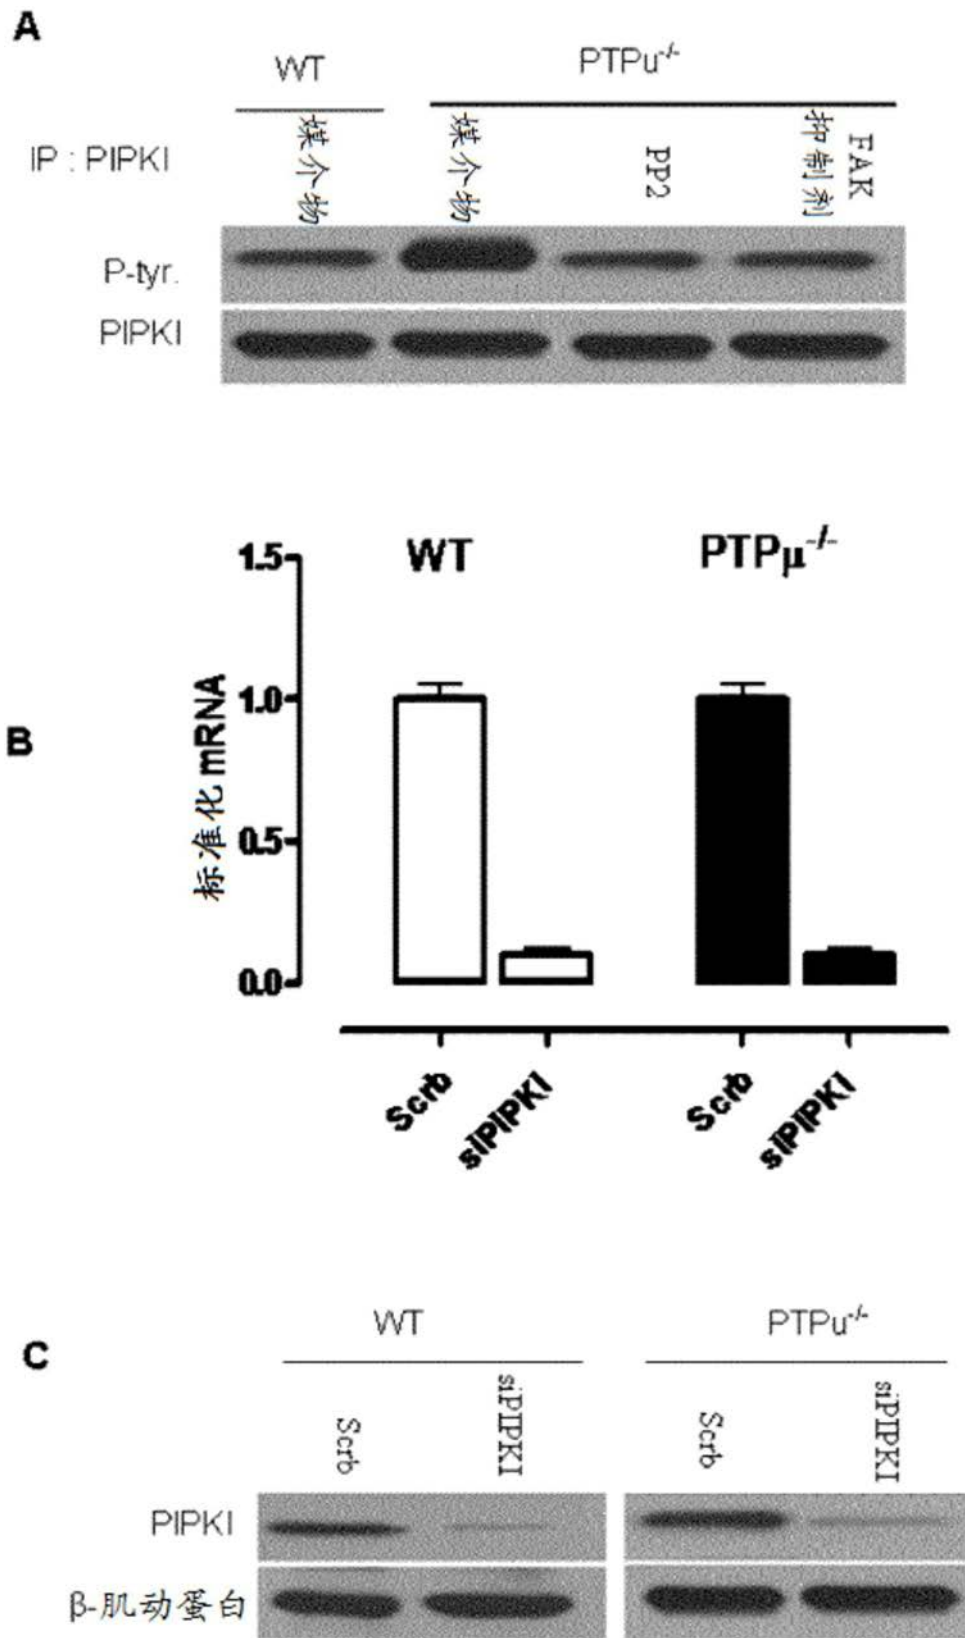 A
WT
PTPu-/-
IP : PIPKI
媒介物
媒介物
PP2
FAK
抑制剂
P-tyr.
PIPKI
B
WT
PTPμ-/-
标准化 mRNA
1.5
1.0
0.5
0.0
Scrb
siPIPKI
Scrb
siPIPKI
C
WT
PTPu-/-
Scrb
siPIPKI
Scrb
siPIPKI
PIPKI
β-肌动蛋白